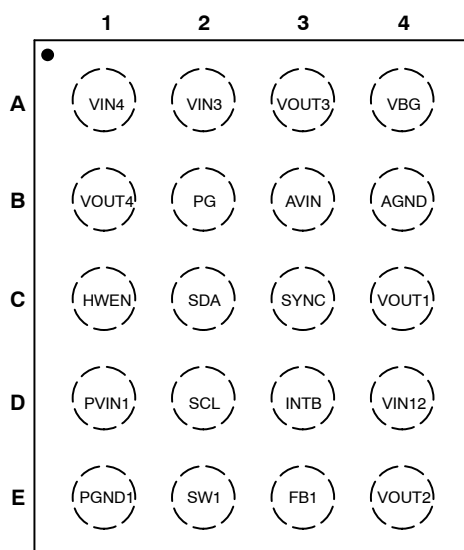 1 2 3 4
A VIN4 VIN3 VOUT3 VBG
B VOUT4 PG AVIN AGND
C HWEN SDA SYNC VOUT1
D PVIN1 SCL INTB VIN12
E PGND1 SW1 FB1 VOUT2